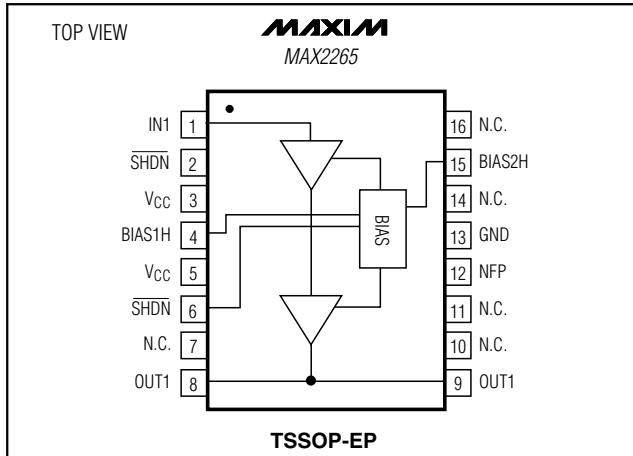 TOP VIEW
MAXIM
MAX2265
IN1 1
SHDN 2
VCC 3
BIAS1H 4
VCC 5
SHDN 6
N.C. 7
OUT1 8
BIAS
16 N.C.
15 BIAS2H
14 N.C.
13 GND
12 NFP
11 N.C.
10 N.C.
9 OUT1
TSSOP-EP